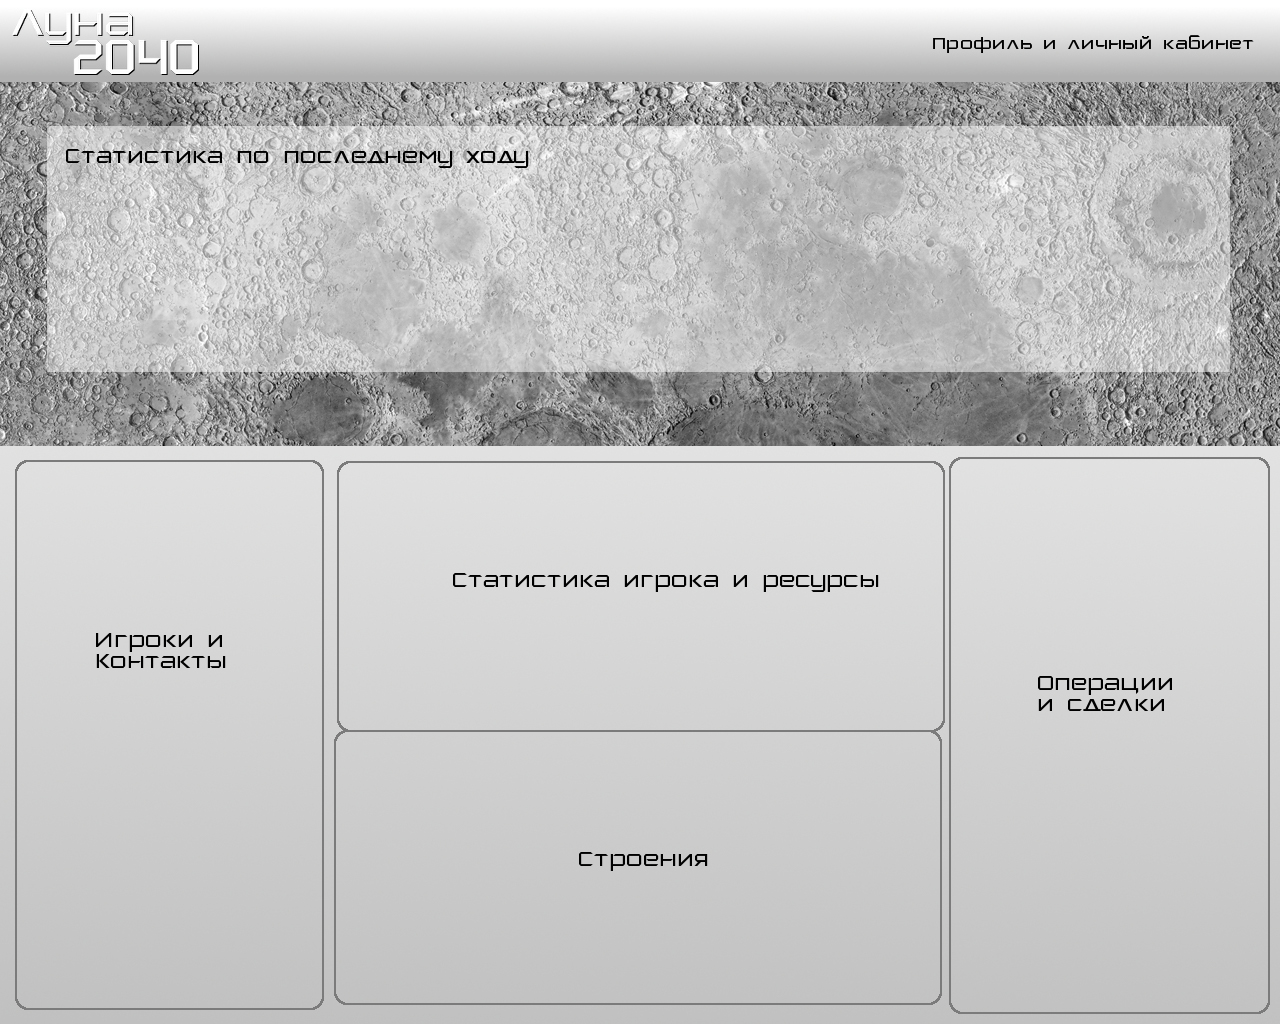 Луна
2040
Профиль и личный кабинет
Статистика по последнему ходу
Статистика игрока и ресурсы
Игроки и
Контакты
Операции
и сделки
Строения